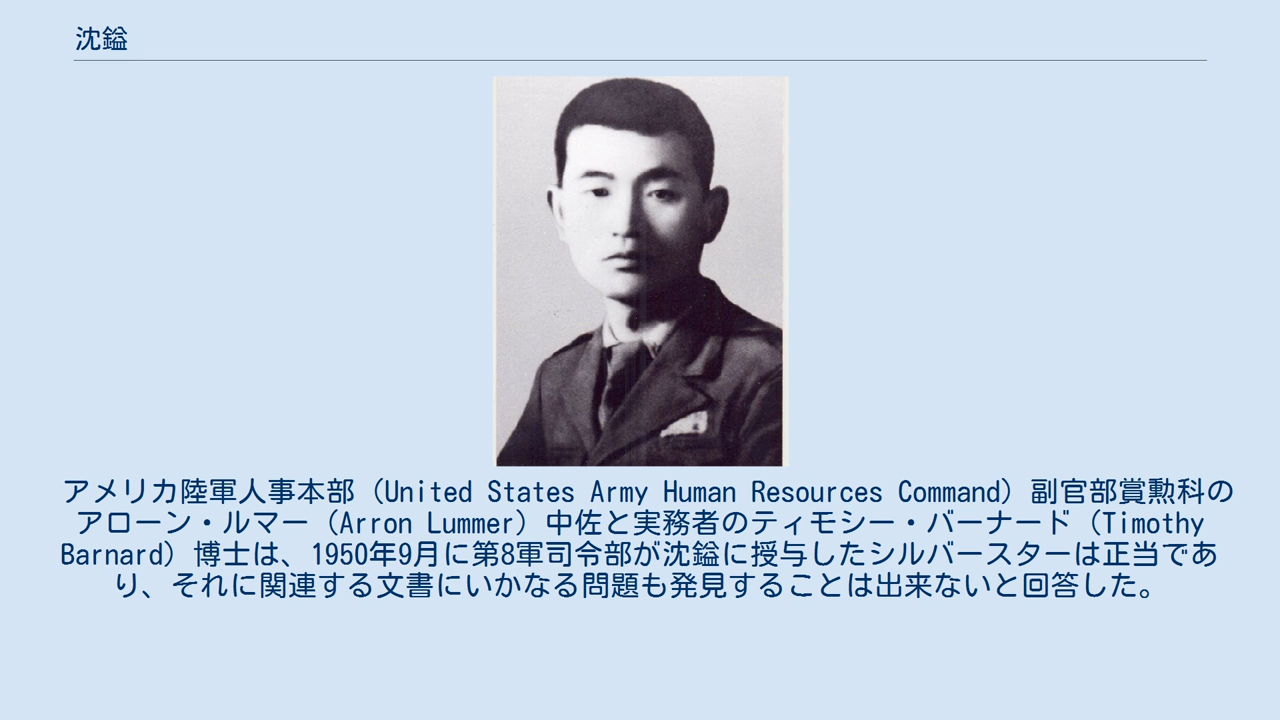 沈鎰
アメリカ陸軍人事本部（United States Army Human Resources Command）副官部賞勲科の
アローン・ルマー（Arron Lummer）中佐と実務者のティモシー・バーナード（Timothy
Barnard）博士は、1950年9月に第8軍司令部が沈鎰に授与したシルバースターは正当であ
り、それに関連する文書にいかなる問題も発見することは出来ないと回答した。